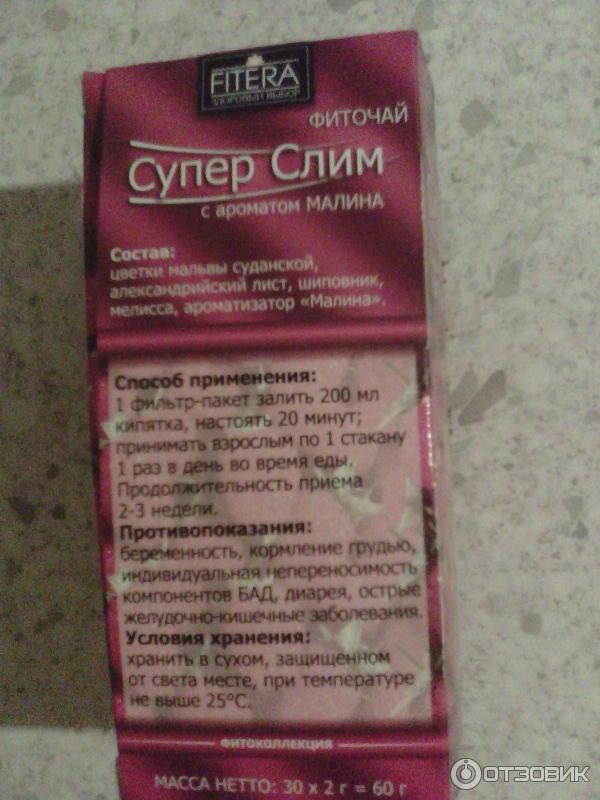 FITERA
ЗДОРОВЫЙ ВЫБОР
ФИТОЧАЙ
Супер Слим
с ароматом МАЛИНА
Состав:
цветки мальвы суданской,
александрийский лист, шиповник,
мелисса, ароматизатор «Малина».
Способ применения:
1 фильтр-пакет залить 200 мл
кипятка, настоять 20 минут;
принимать взрослым по 1 стакану
1 раз в день во время еды.
Продолжительность приема
2-3 недели.
Противопоказания:
беременность, кормление грудью,
индивидуальная непереносимость
компонентов БАД, диарея, острые
желудочно-кишечные заболевания.
Условия хранения:
хранить в сухом, защищенном
от света месте, при температуре
не выше 25°С.
ФИТОКОЛЛЕКЦИЯ
МАССА НЕТТО: 30 х 2 г = 60 г
ОТЗОВИК